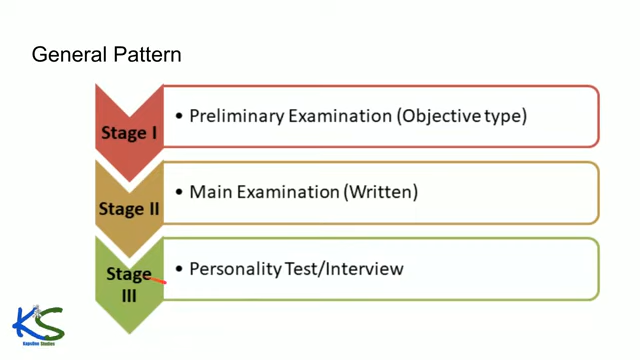 General Pattern
Stage I
• Preliminary Examination (Objective type)
Stage II
• Main Examination (Written)
Stage
III
• Personality Test/Interview
KS